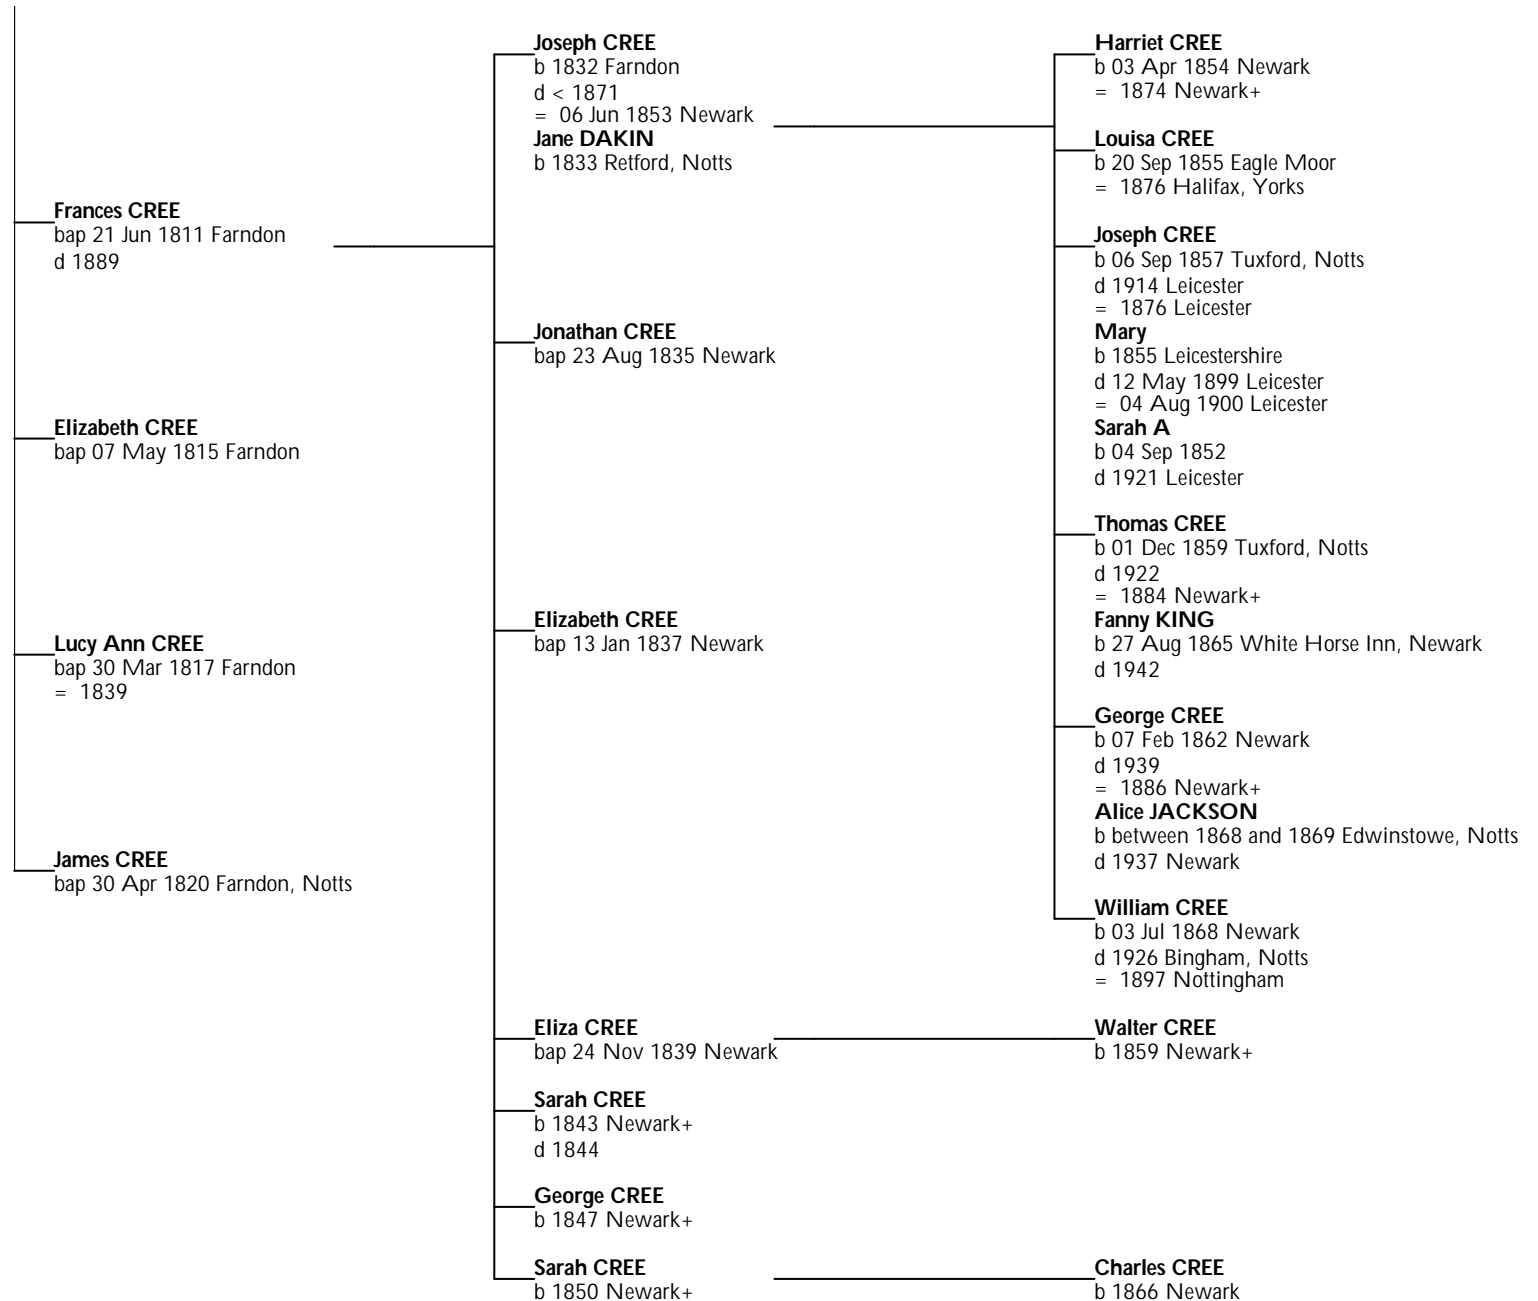 Frances CREE
bap 21 Jun 1811 Farndon
d 1889
Elizabeth CREE
bap 07 May 1815 Farndon
Lucy Ann CREE
bap 30 Mar 1817 Farndon
= 1839
James CREE
bap 30 Apr 1820 Farndon, Notts
Joseph CREE
b 1832 Farndon
d < 1871
= 06 Jun 1853 Newark
Jane DAKIN
b 1833 Retford, Notts
Jonathan CREE
bap 23 Aug 1835 Newark
Elizabeth CREE
bap 13 Jan 1837 Newark
Eliza CREE
bap 24 Nov 1839 Newark
Sarah CREE
b 1843 Newark+
d 1844
George CREE
b 1847 Newark+
Sarah CREE
b 1850 Newark+
Harriet CREE
b 03 Apr 1854 Newark
= 1874 Newark+
Louisa CREE
b 20 Sep 1855 Eagle Moor
= 1876 Halifax, Yorks
Joseph CREE
b 06 Sep 1857 Tuxford, Notts
d 1914 Leicester
= 1876 Leicester
Mary
b 1855 Leicestershire
d 12 May 1899 Leicester
= 04 Aug 1900 Leicester
Sarah A
b 04 Sep 1852
d 1921 Leicester
Thomas CREE
b 01 Dec 1859 Tuxford, Notts
d 1922
= 1884 Newark+
Fanny KING
b 27 Aug 1865 White Horse Inn, Newark
d 1942
George CREE
b 07 Feb 1862 Newark
d 1939
= 1886 Newark+
Alice JACKSON
b between 1868 and 1869 Edwinstowe, Notts
d 1937 Newark
William CREE
b 03 Jul 1868 Newark
d 1926 Bingham, Notts
= 1897 Nottingham
Walter CREE
b 1859 Newark+
Charles CREE
b 1866 Newark